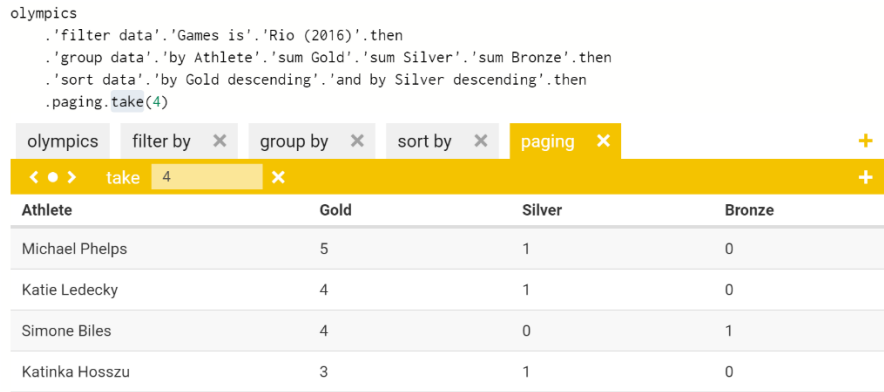 olympics
.'filter data'.'Games is'.'Rio (2016)'.then
.'group data'.'by Athlete'.'sum Gold'.'sum Silver'.'sum Bronze'.then
.'sort data'.'by Gold descending'.'and by Silver descending'.then
.paging.take(4)
olympics filter by × group by × sort by × paging × +
< ● > take 4 × +
Athlete Gold Silver Bronze
Michael Phelps 5 1 0
Katie Ledecky 4 1 0
Simone Biles 4 0 1
Katinka Hosszu 3 1 0